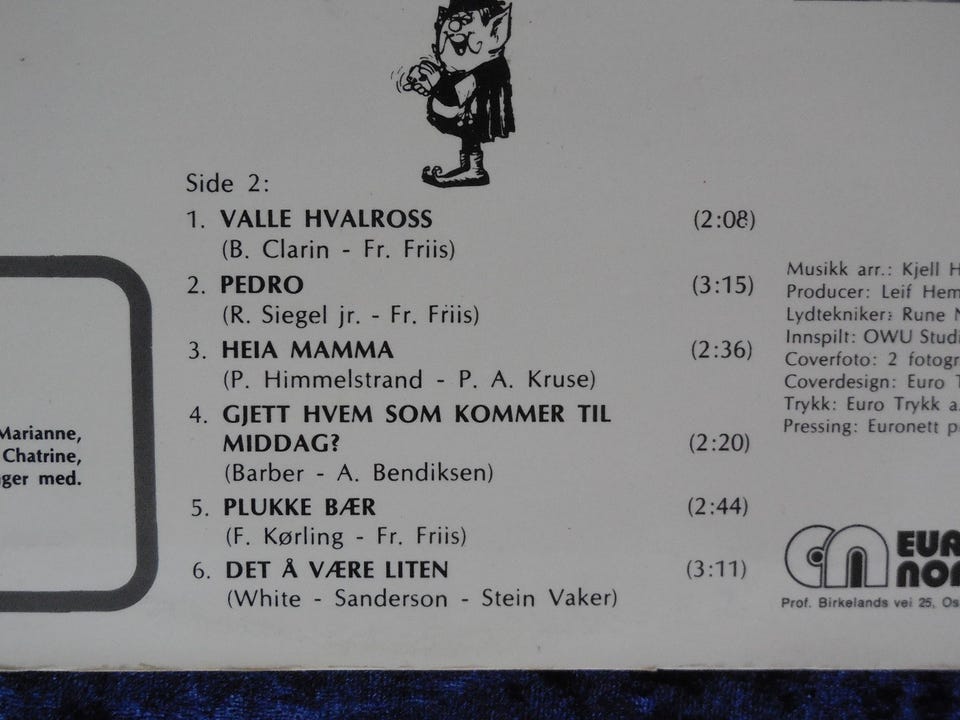 Side 2:
1. VALLE HVALROSS (2:08)
(B. Clarin - Fr. Friis)
2. PEDRO (3:15)
(R. Siegel jr. - Fr. Friis)
3. HEIA MAMMA (2:36)
(P. Himmelstrand - P. A. Kruse)
4. GJETT HVEM SOM KOMMER TIL
MIDDAG? (2:20)
(Barber - A. Bendiksen)
5. PLUKKE BÆR (2:44)
(F. Kørling - Fr. Friis)
6. DET Å VÆRE LITEN (3:11)
(White - Sanderson - Stein Vaker)
Marianne,
Chatrine,
med.
Musikk arr.: Kjell
Producer: Leif
Lydtekniker: Rune
Innspilt: OWU
Coverfoto: 2
Coverdesign: Euro
Trykk: Euro Trykk
Pressing: Euronett
Prof. Birkelands vei 25,